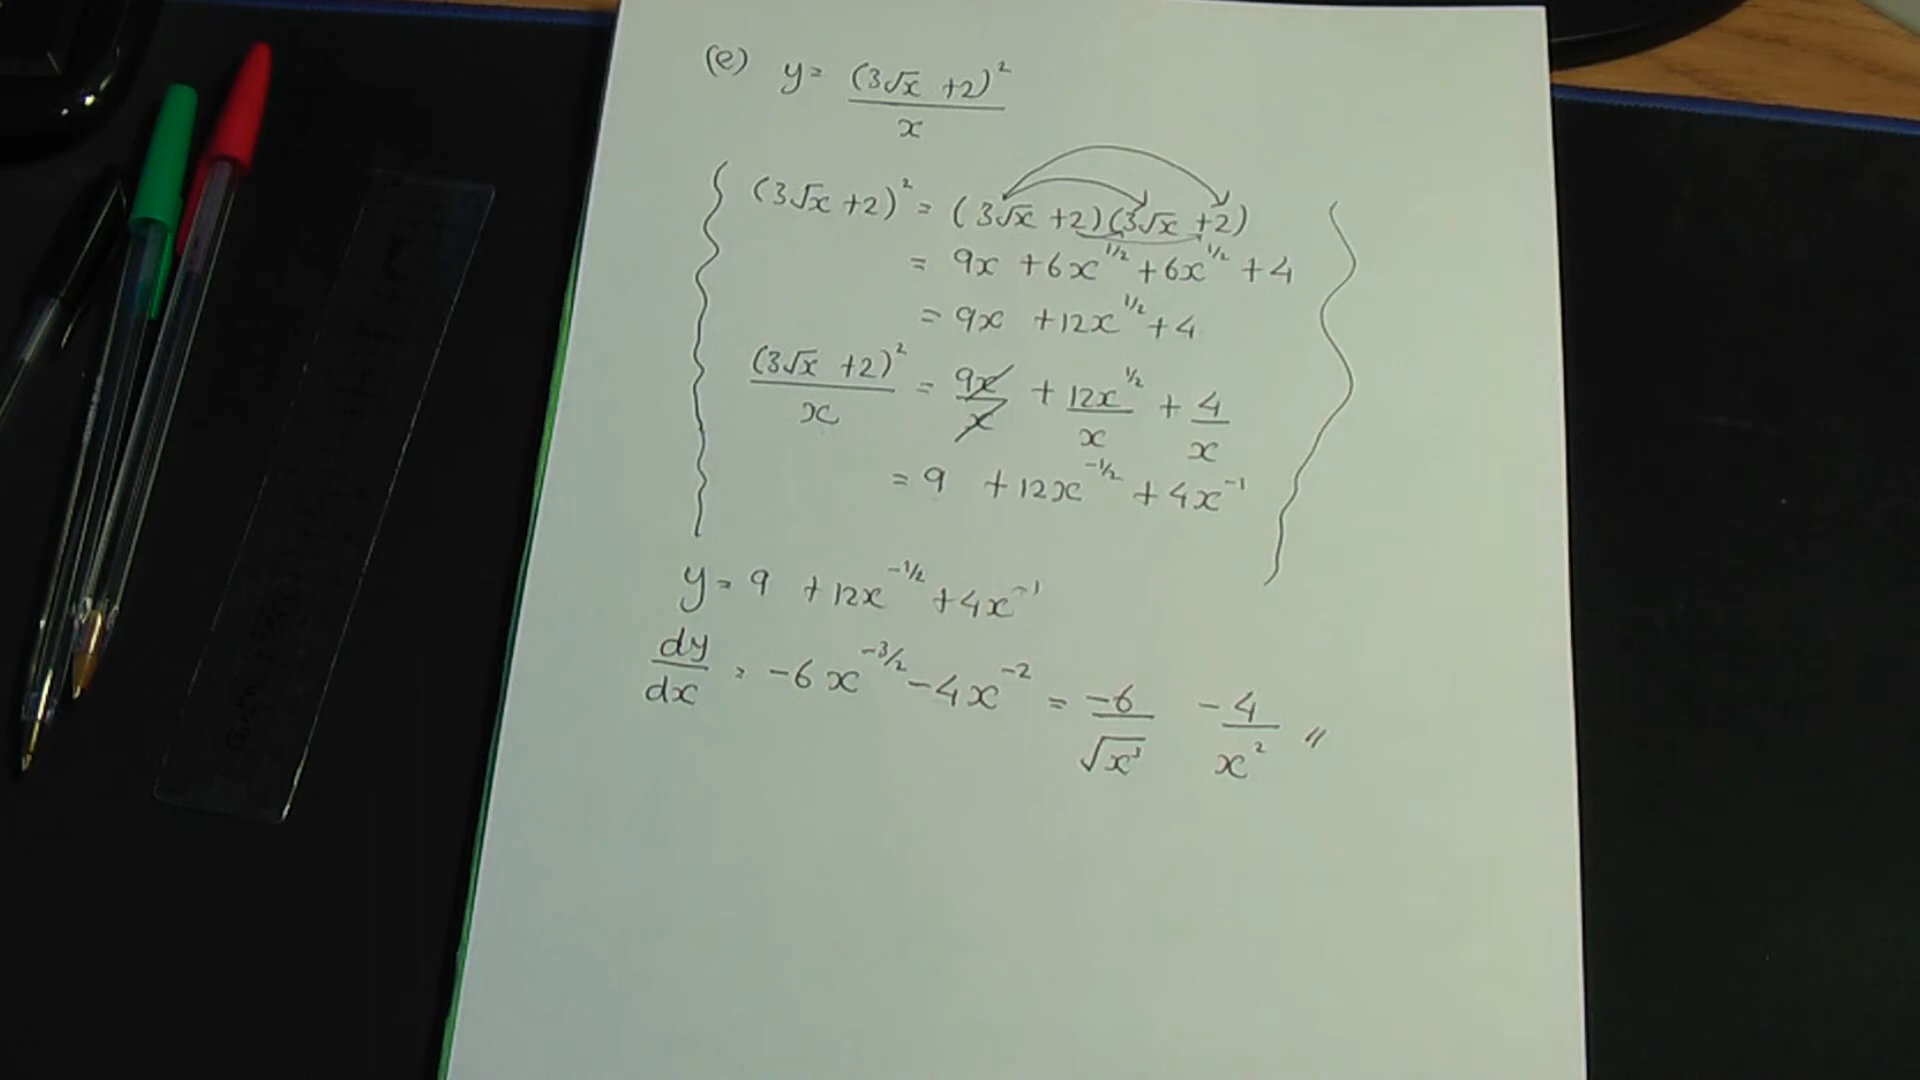 (e) y = (3√x +2)² / x
(3√x +2)² = (3√x +2)(3√x +2)
= 9x +6x^1/2 +6x^1/2 +4
= 9x +12x^1/2 +4
(3√x +2)² / x = 9x/x + 12x^1/2 / x + 4/x
= 9 +12x^-1/2 +4x^-1
y = 9 +12x^-1/2 +4x^-1
dy/dx = -6x^-3/2 -4x^-2 = -6/√x³ -4/x² //